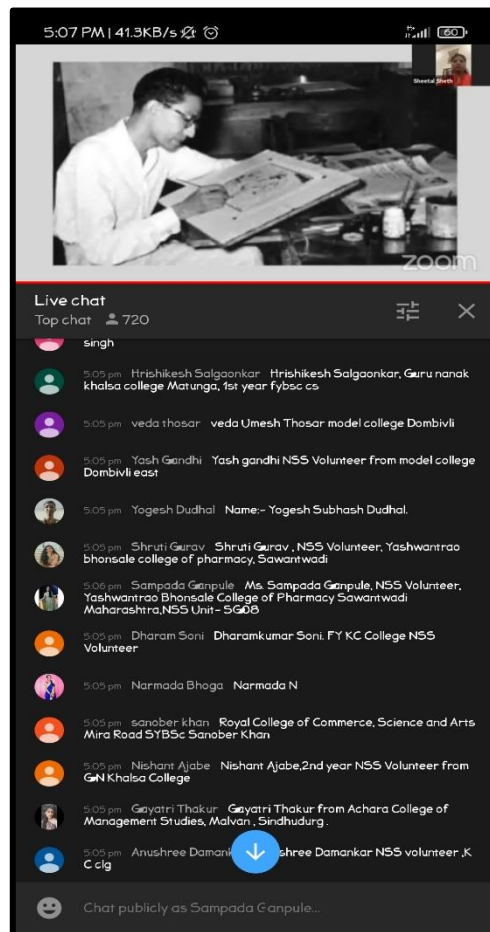 5:07 PM | 41.3KB/s
60
Sheetal Sheth
zoom
Live chat
Top chat 720
singh
5:05 pm Hrishikesh Salgaonkar Hrishikesh Salgaonkar, Guru nanak
khalsa college Matunga, 1st year fybsc cs
5:05 pm veda thosar veda Umesh Thosar model college Dombivli
5:05 pm Yash Gandhi Yash gandhi NSS Volunteer from model college
Dombivli east
5:05 pm Yogesh Dudhal Name:- Yogesh Subhash Dudhal.
5:05 pm Shruti Gurav Shruti Gurav , NSS Volunteer, Yashwantrao
bhonsale college of pharmacy, Sawantwadi
5:06 pm Sampada Ganpule Ms. Sampada Ganpule, NSS Volunteer,
Yashwantrao Bhonsale College of Pharmacy Sawantwadi
Maharashtra,NSS Unit- SG08
5:05 pm Dharam Soni Dharamkumar Soni. FY KC College NSS
Volunteer
5:05 pm Narmada Bhoga Narmada N
5:05 pm sanober khan Royal College of Commerce, Science and Arts
Mira Road SYBSc Sanober Khan
5:05 pm Nishant Ajabe Nishant Ajabe,2nd year NSS Volunteer from
GN Khalsa College
5:05 pm Gayatri Thakur Gayatri Thakur from Achara College of
Management Studies, Malvan , Sindhudurg .
5:05 pm Anushree Damank shree Damankar NSS volunteer ,K
C clg
Chat publicly as Sampada Ganpule...